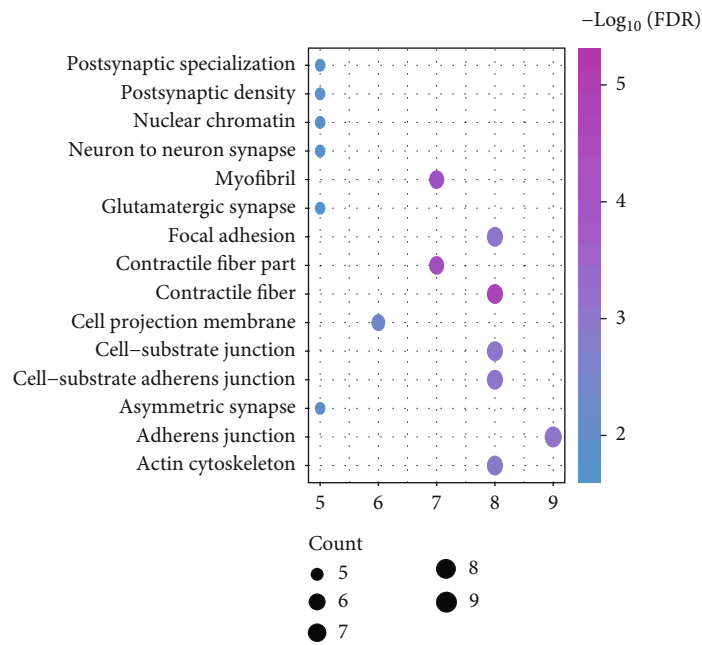 −Log10 (FDR)
Postsynaptic specialization
Postsynaptic density
Nuclear chromatin
Neuron to neuron synapse
Myofibril
Glutamatergic synapse
Focal adhesion
Contractile fiber part
Contractile fiber
Cell projection membrane
Cell−substrate junction
Cell−substrate adherens junction
Asymmetric synapse
Adherens junction
Actin cytoskeleton
5
4
3
2
5 6 7 8 9
Count
5 8
6 9
7